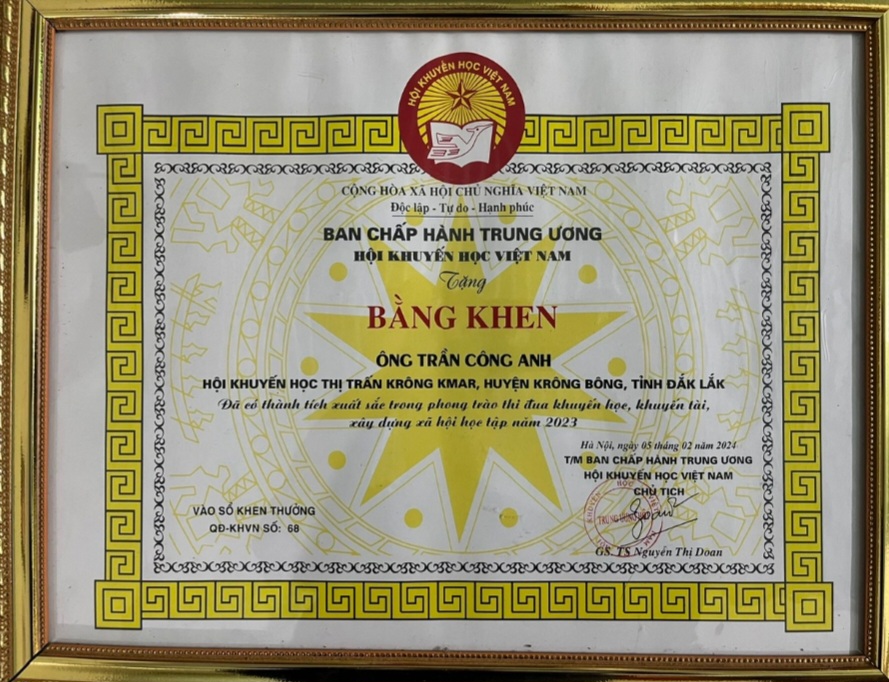 HỘI KHUYẾN HỌC VIỆT NAM
CỘNG HÒA XÃ HỘI CHỦ NGHĨA VIỆT NAM
Độc lập - Tự do - Hạnh phúc
BAN CHẤP HÀNH TRUNG ƯƠNG
HỘI KHUYẾN HỌC VIỆT NAM
Tặng
BẰNG KHEN
ÔNG TRẦN CÔNG ANH
HỘI KHUYẾN HỌC THỊ TRẤN KRÔNG KMAR, HUYỆN KRÔNG BÔNG, TỈNH ĐẮK LẮK
Đã có thành tích xuất sắc trong phong trào thi đua khuyến học, khuyến tài,
xây dựng xã hội học tập năm 2023
Hà Nội, ngày 05 tháng 02 năm 2024
T/M BAN CHẤP HÀNH TRUNG ƯƠNG
HỘI KHUYẾN HỌC VIỆT NAM
CHỦ TỊCH
VÀO SỔ KHEN THƯỞNG
QĐ-KHVN SỐ: 68
GS. TS Nguyễn Thị Doan